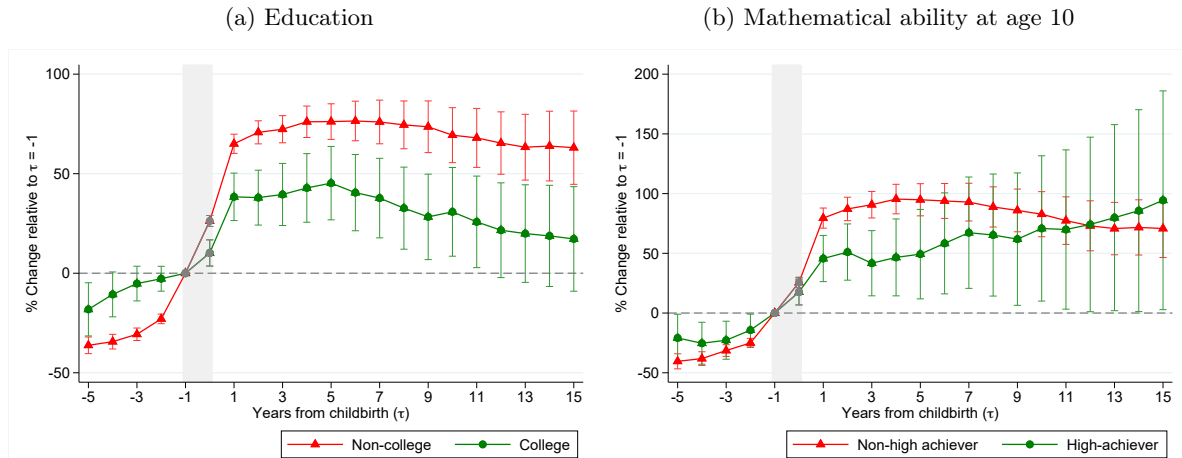 (a) Education
100
50
0
-50
% Change relative to τ = -1
-5 -3 -1 1 3 5 7 9 11 13 15
Years from childbirth (τ)
Non-college College
(b) Mathematical ability at age 10
200
150
100
50
0
-50
% Change relative to τ = -1
-5 -3 -1 1 3 5 7 9 11 13 15
Years from childbirth (τ)
Non-high achiever High-achiever